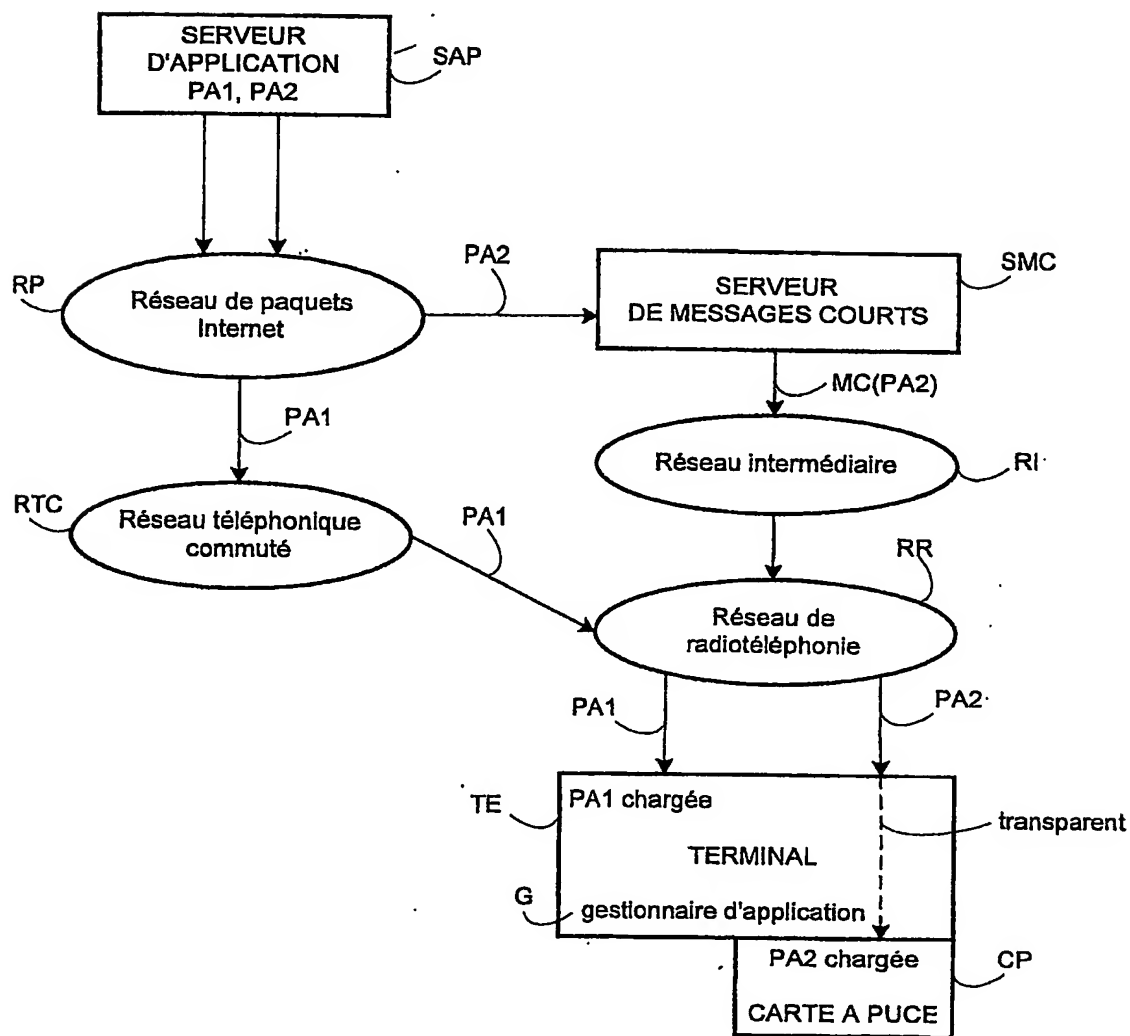 SERVEUR
D'APPLICATION
PA1, PA2
SAP
RP
Réseau de paquets
Internet
PA2
SERVEUR
DE MESSAGES COURTS
SMC
PA1
MC(PA2)
Réseau intermédiaire
RI
RTC
Réseau téléphonique
commuté
PA1
RR
Réseau de
radiotéléphonie
PA1
PA2
TE
PA1 chargée
transparent
TERMINAL
G
gestionnaire d'application
PA2 chargée
CP
CARTE A PUCE